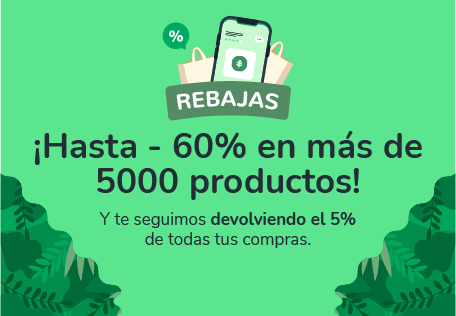 %
REBAJAS
¡Hasta - 60% en más de
5000 productos!
Y te seguimos devolviendo el 5%
de todas tus compras.